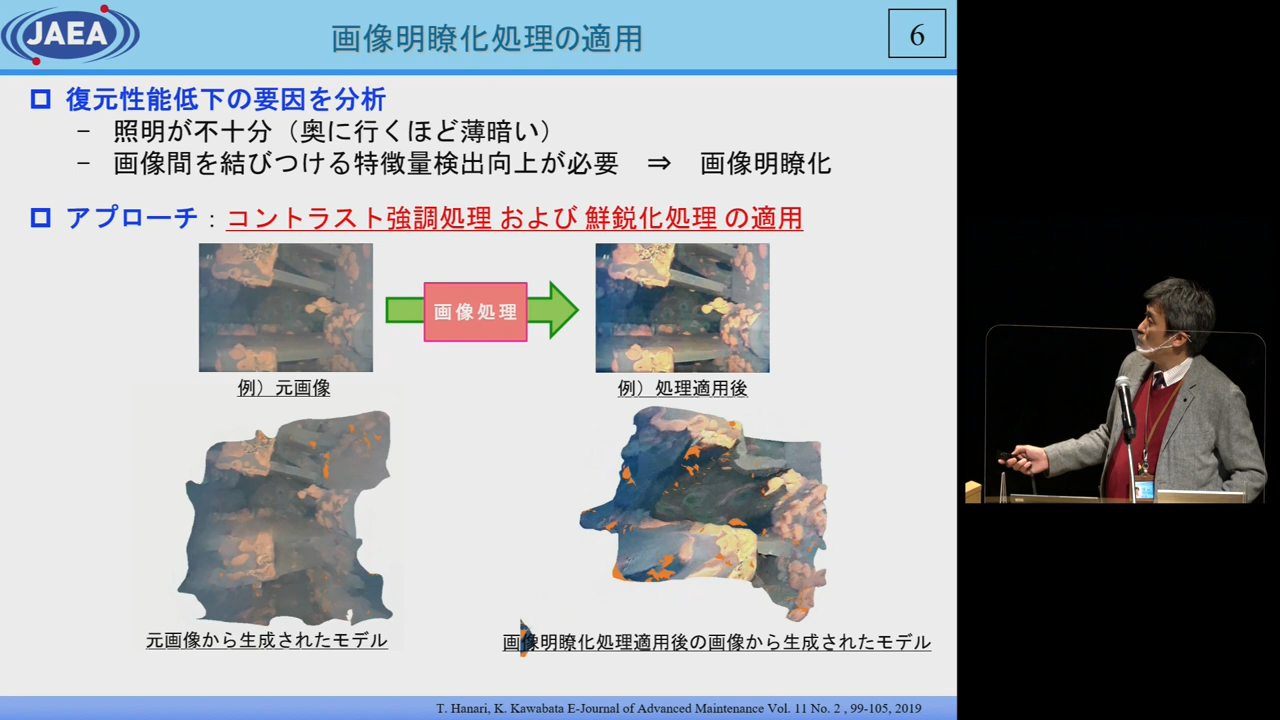 JAEA
画像明瞭化処理の適用
6
復元性能低下の要因を分析
− 照明が不十分（奥に行くほど薄暗い）
− 画像間を結びつける特徴量検出向上が必要 ⇒ 画像明瞭化
アプローチ：コントラスト強調処理 および 鮮鋭化処理 の適用
画像処理
例）元画像
例）処理適用後
元画像から生成されたモデル
画像明瞭化処理適用後の画像から生成されたモデル
T. Hanari, K. Kawabata E-Journal of Advanced Maintenance Vol. 11 No. 2 , 99-105, 2019